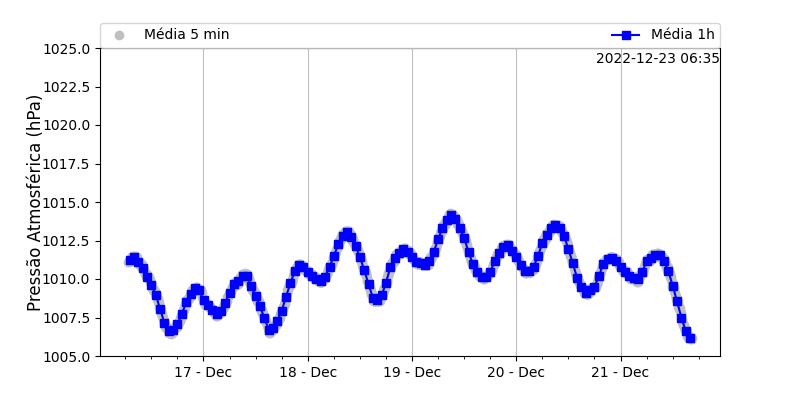 Média 5 min
Média 1h
2022-12-23 06:35
Pressão Atmosférica (hPa)
1025.0
1022.5
1020.0
1017.5
1015.0
1012.5
1010.0
1007.5
1005.0
17 - Dec
18 - Dec
19 - Dec
20 - Dec
21 - Dec